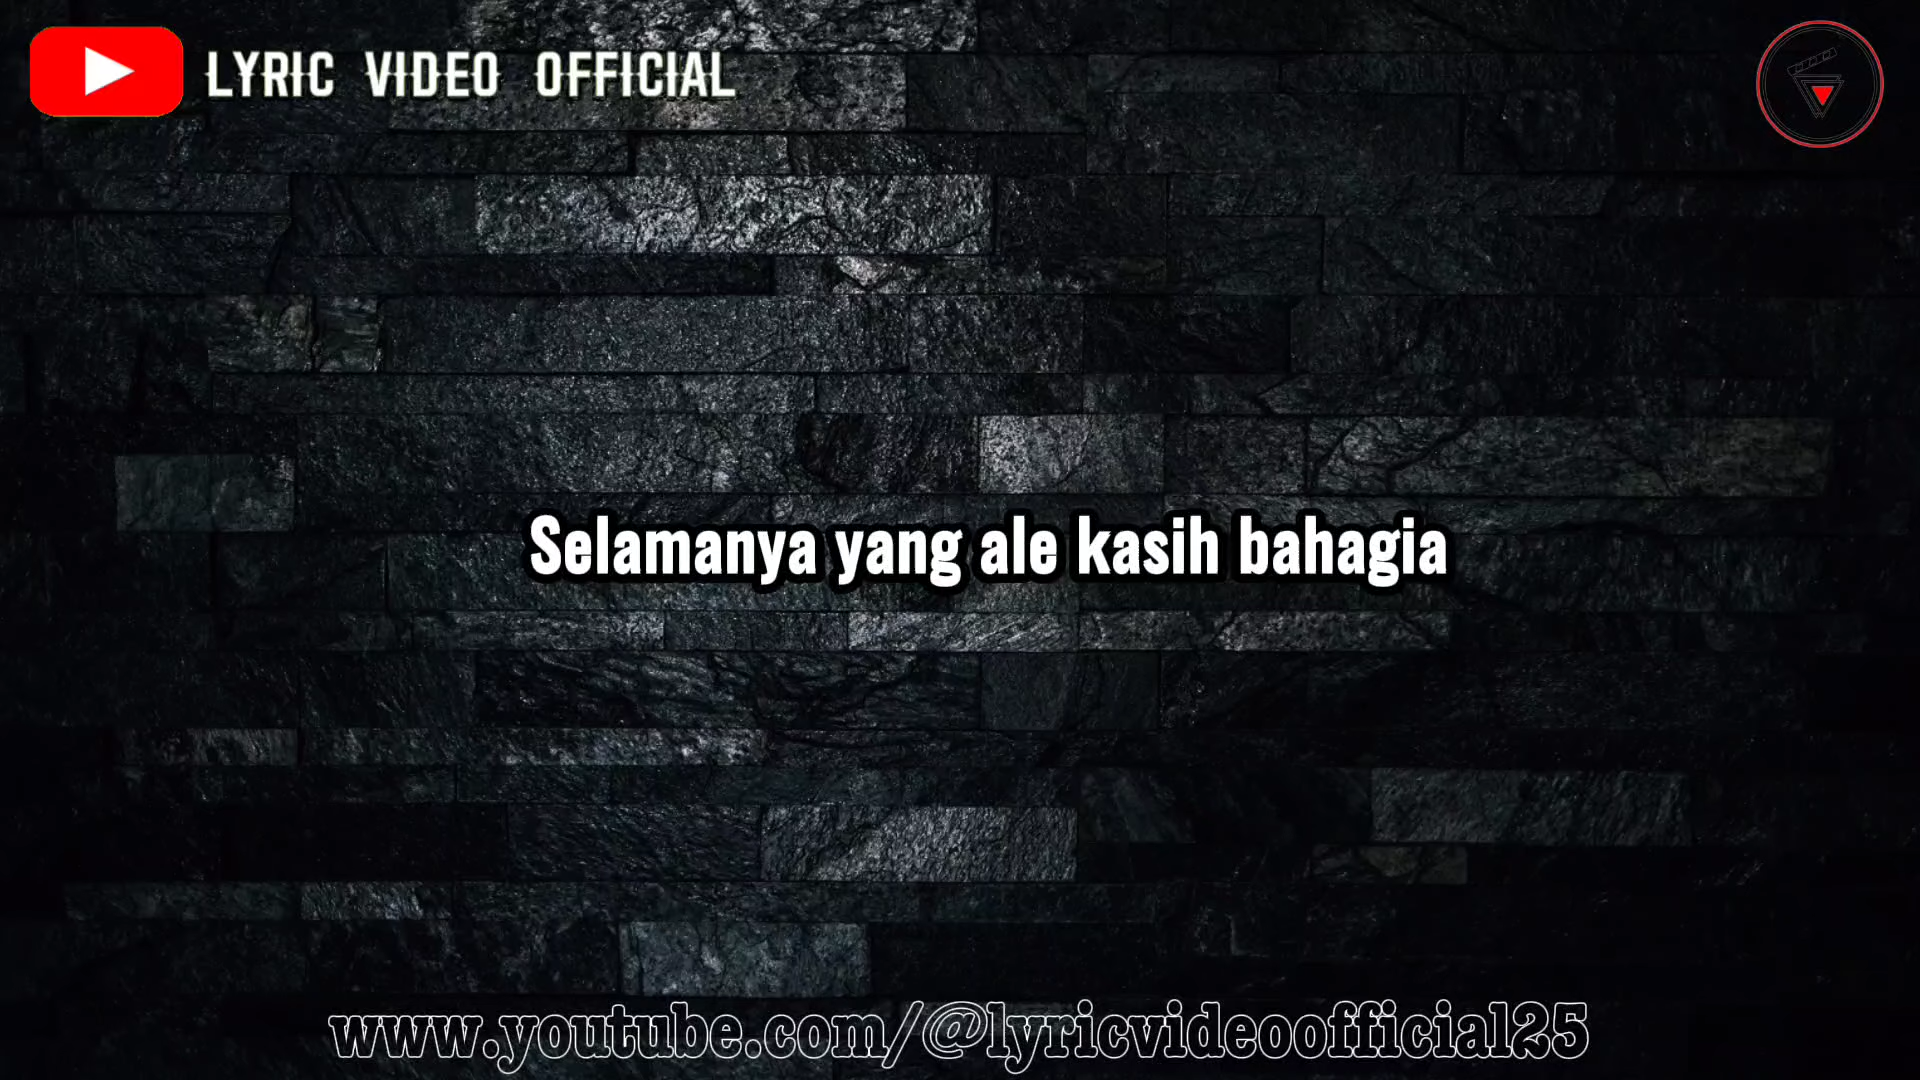 LYRIC VIDEO OFFICIAL
Selamanya yang ale kasih bahagia
www.youtube.com/@lyricvideoofficial25